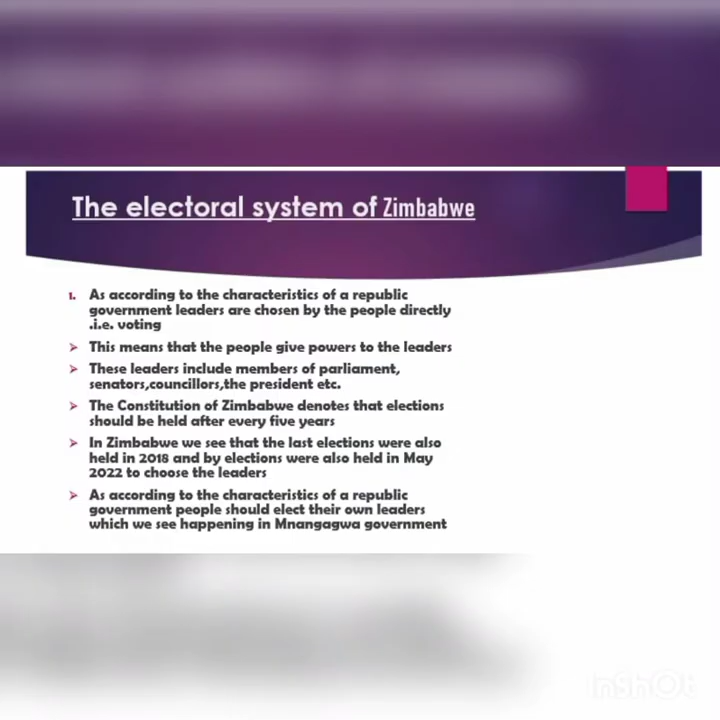 The electoral system of Zimbabwe
1. As according to the characteristics of a republic
government leaders are chosen by the people directly
.i.e. voting
➤ This means that the people give powers to the leaders
➤ These leaders include members of parliament,
senators,councillors,the president etc.
➤ The Constitution of Zimbabwe denotes that elections
should be held after every five years
➤ In Zimbabwe we see that the last elections were also
held in 2018 and by elections were also held in May
2022 to choose the leaders
➤ As according to the characteristics of a republic
government people should elect their own leaders
which we see happening in Mnangagwa government
InShOt